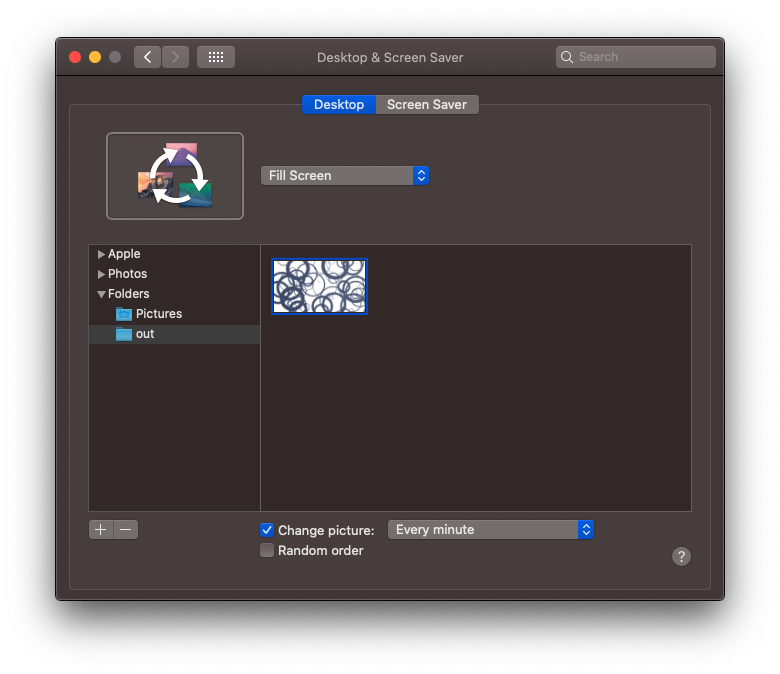 Desktop & Screen Saver
Search
Desktop
Screen Saver
Fill Screen
Apple
Photos
Folders
Pictures
out
Change picture:
Every minute
Random order
?